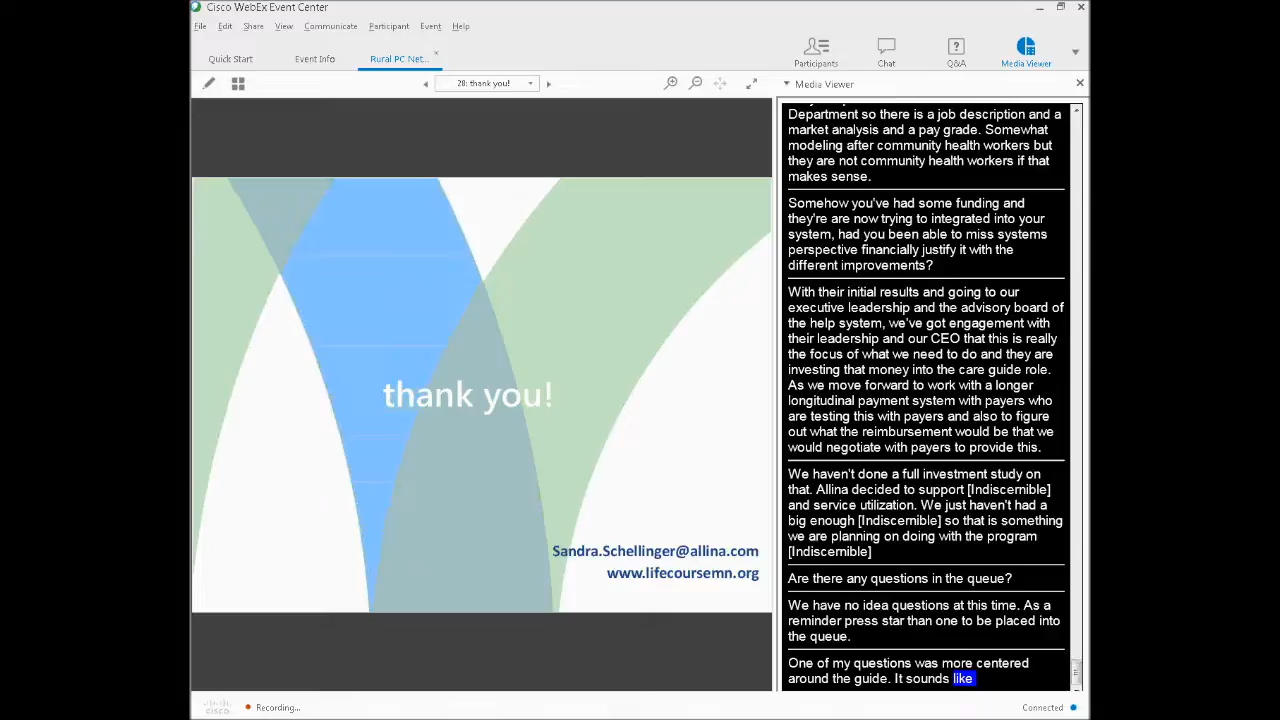 Cisco WebEx Event Center
File Edit Share View Communicate Participant Event Help
Quick Start Event Info Rural PC Net...
Participants Chat Q&A Media Viewer
28: thank you!
Media Viewer
thank you!
Sandra.Schellinger@allina.com
www.lifecoursemn.org
Department so there is a job description and a
market analysis and a pay grade. Somewhat
modeling after community health workers but
they are not community health workers if that
makes sense.
Somehow you've had some funding and
they're are now trying to integrated into your
system, had you been able to miss systems
perspective financially justify it with the
different improvements?
With their initial results and going to our
executive leadership and the advisory board of
the help system, we've got engagement with
their leadership and our CEO that this is really
the focus of what we need to do and they are
investing that money into the care guide role.
As we move forward to work with a longer
longitudinal payment system with payers who
are testing this with payers and also to figure
out what the reimbursement would be that we
would negotiate with payers to provide this.
We haven't done a full investment study on
that. Allina decided to support [Indiscernible]
and service utilization. We just haven't had a
big enough [Indiscernible] so that is something
we are planning on doing with the program
[Indiscernible]
Are there any questions in the queue?
We have no idea questions at this time. As a
reminder press star than one to be placed into
the queue.
One of my questions was more centered
around the guide. It sounds like
cisco
Recording...
Connected